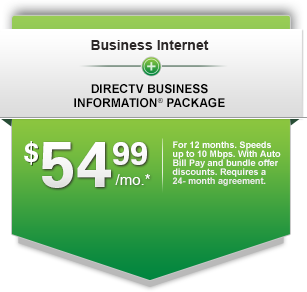 Business Internet
+
DIRECTV BUSINESS
INFORMATION® PACKAGE
$54.99
/mo.*
For 12 months. Speeds
up to 10 Mbps. With Auto
Bill Pay and bundle offer
discounts. Requires a
24- month agreement.